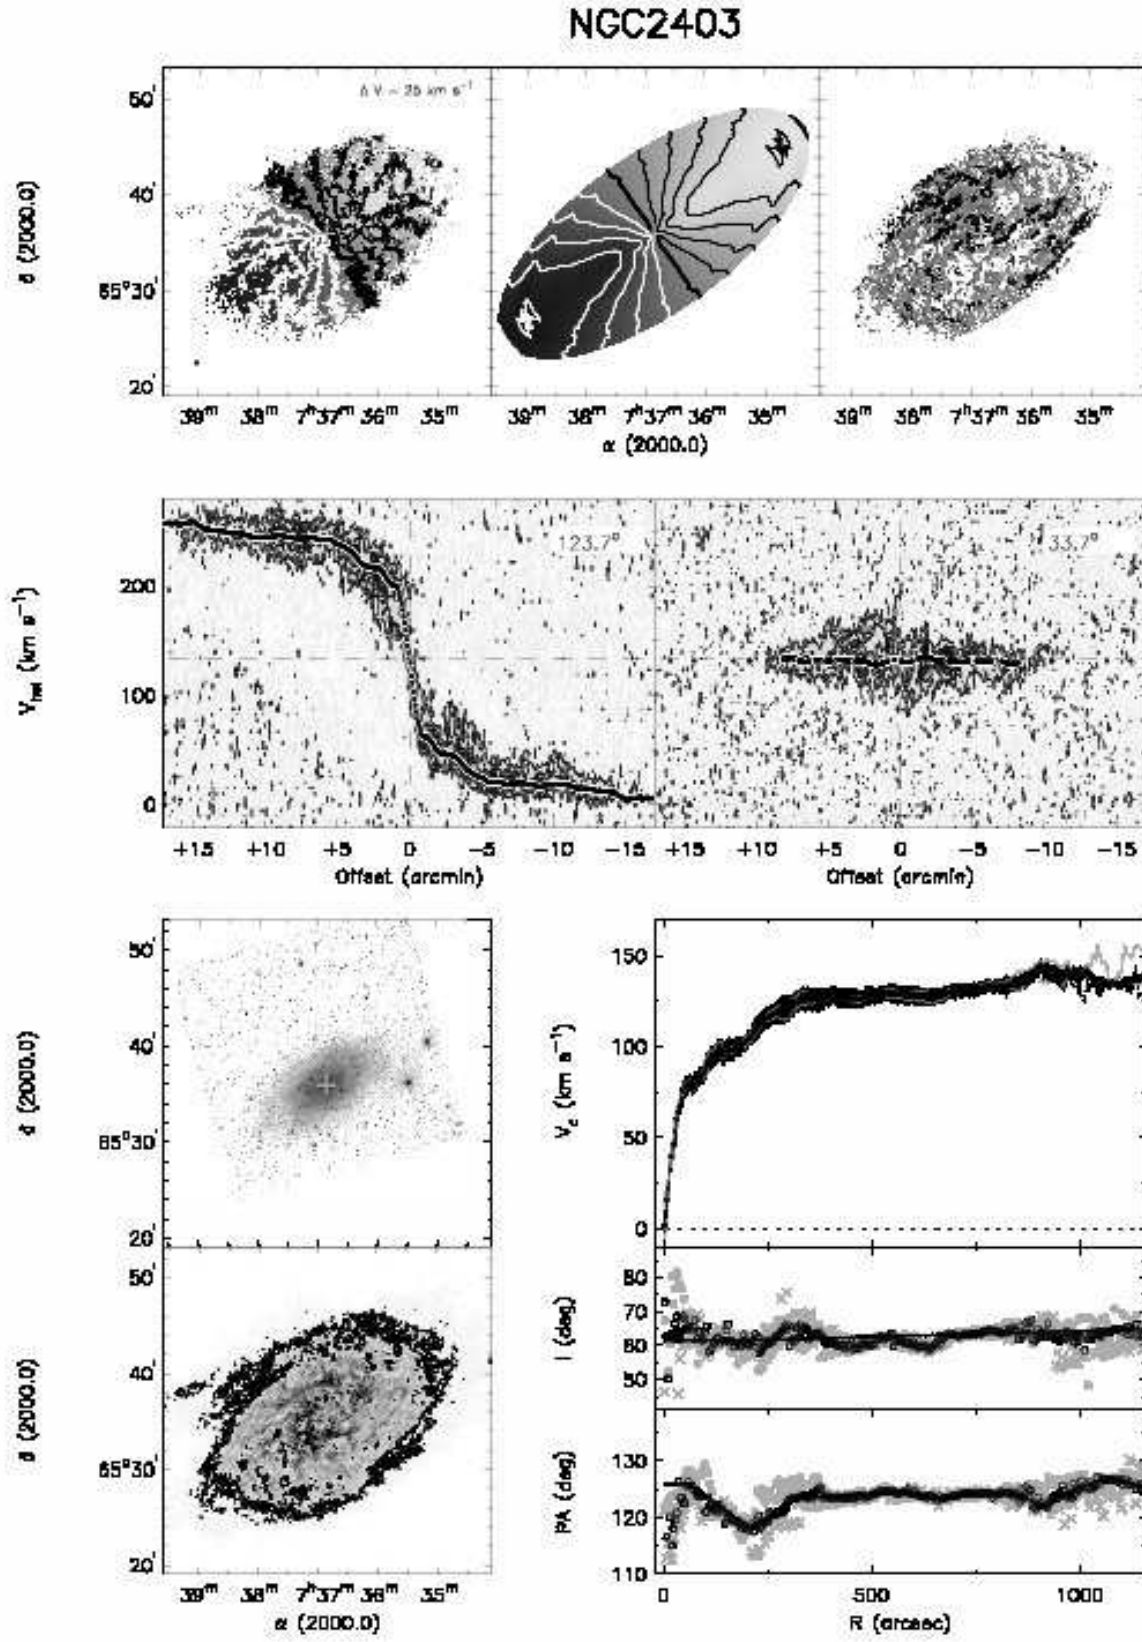 NGC2403
Δ V = 25 km s⁻¹
50'
40'
65°30'
20'
δ (2000.0)
39ᵐ 38ᵐ 7ʰ37ᵐ 36ᵐ 35ᵐ
39ᵐ 38ᵐ 7ʰ37ᵐ 36ᵐ 35ᵐ
39ᵐ 38ᵐ 7ʰ37ᵐ 36ᵐ 35ᵐ
α (2000.0)
123.7°
33.7°
200
100
0
V_hel (km s⁻¹)
+15 +10 +5 0 -5 -10 -15
+15 +10 +5 0 -5 -10 -15
Offset (arcmin)
Offset (arcmin)
50'
40'
65°30'
20'
δ (2000.0)
150
100
50
0
V_c (km s⁻¹)
50'
40'
65°30'
20'
δ (2000.0)
80
70
60
50
I (deg)
130
120
110
PA (deg)
39ᵐ 38ᵐ 7ʰ37ᵐ 36ᵐ 35ᵐ
α (2000.0)
0 500 1000
R (arcsec)